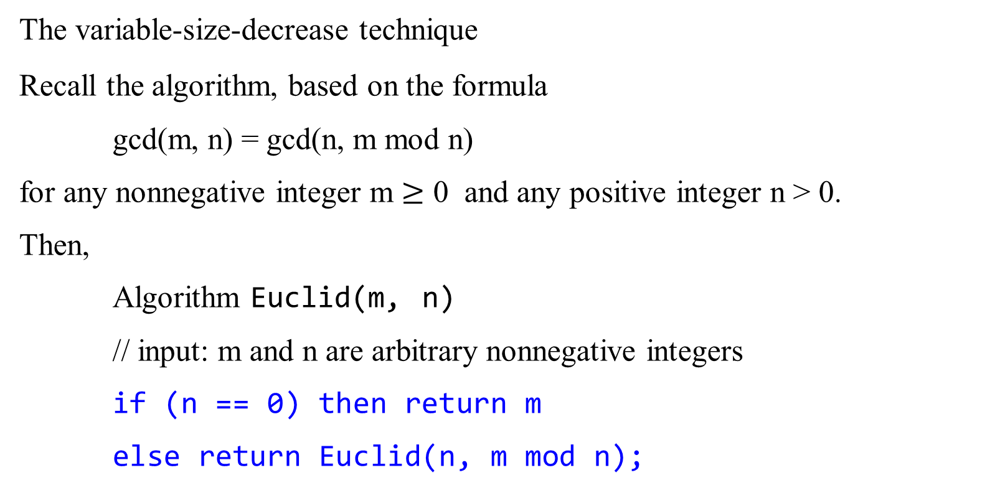 The variable-size-decrease technique
Recall the algorithm, based on the formula
gcd(m, n) = gcd(n, m mod n)
for any nonnegative integer m ≥ 0 and any positive integer n > 0.
Then,
Algorithm Euclid(m, n)
// input: m and n are arbitrary nonnegative integers
if (n == 0) then return m
else return Euclid(n, m mod n);